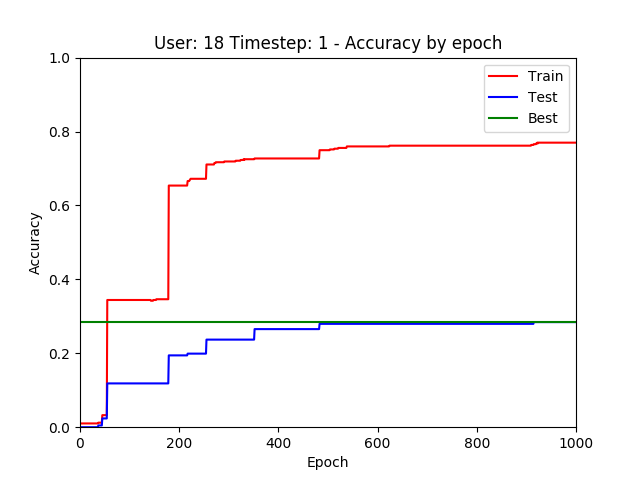 User: 18 Timestep: 1 - Accuracy by epoch
1.0
0.8
0.6
0.4
0.2
0.0
Accuracy
Train
Test
Best
0 200 400 600 800 1000
Epoch